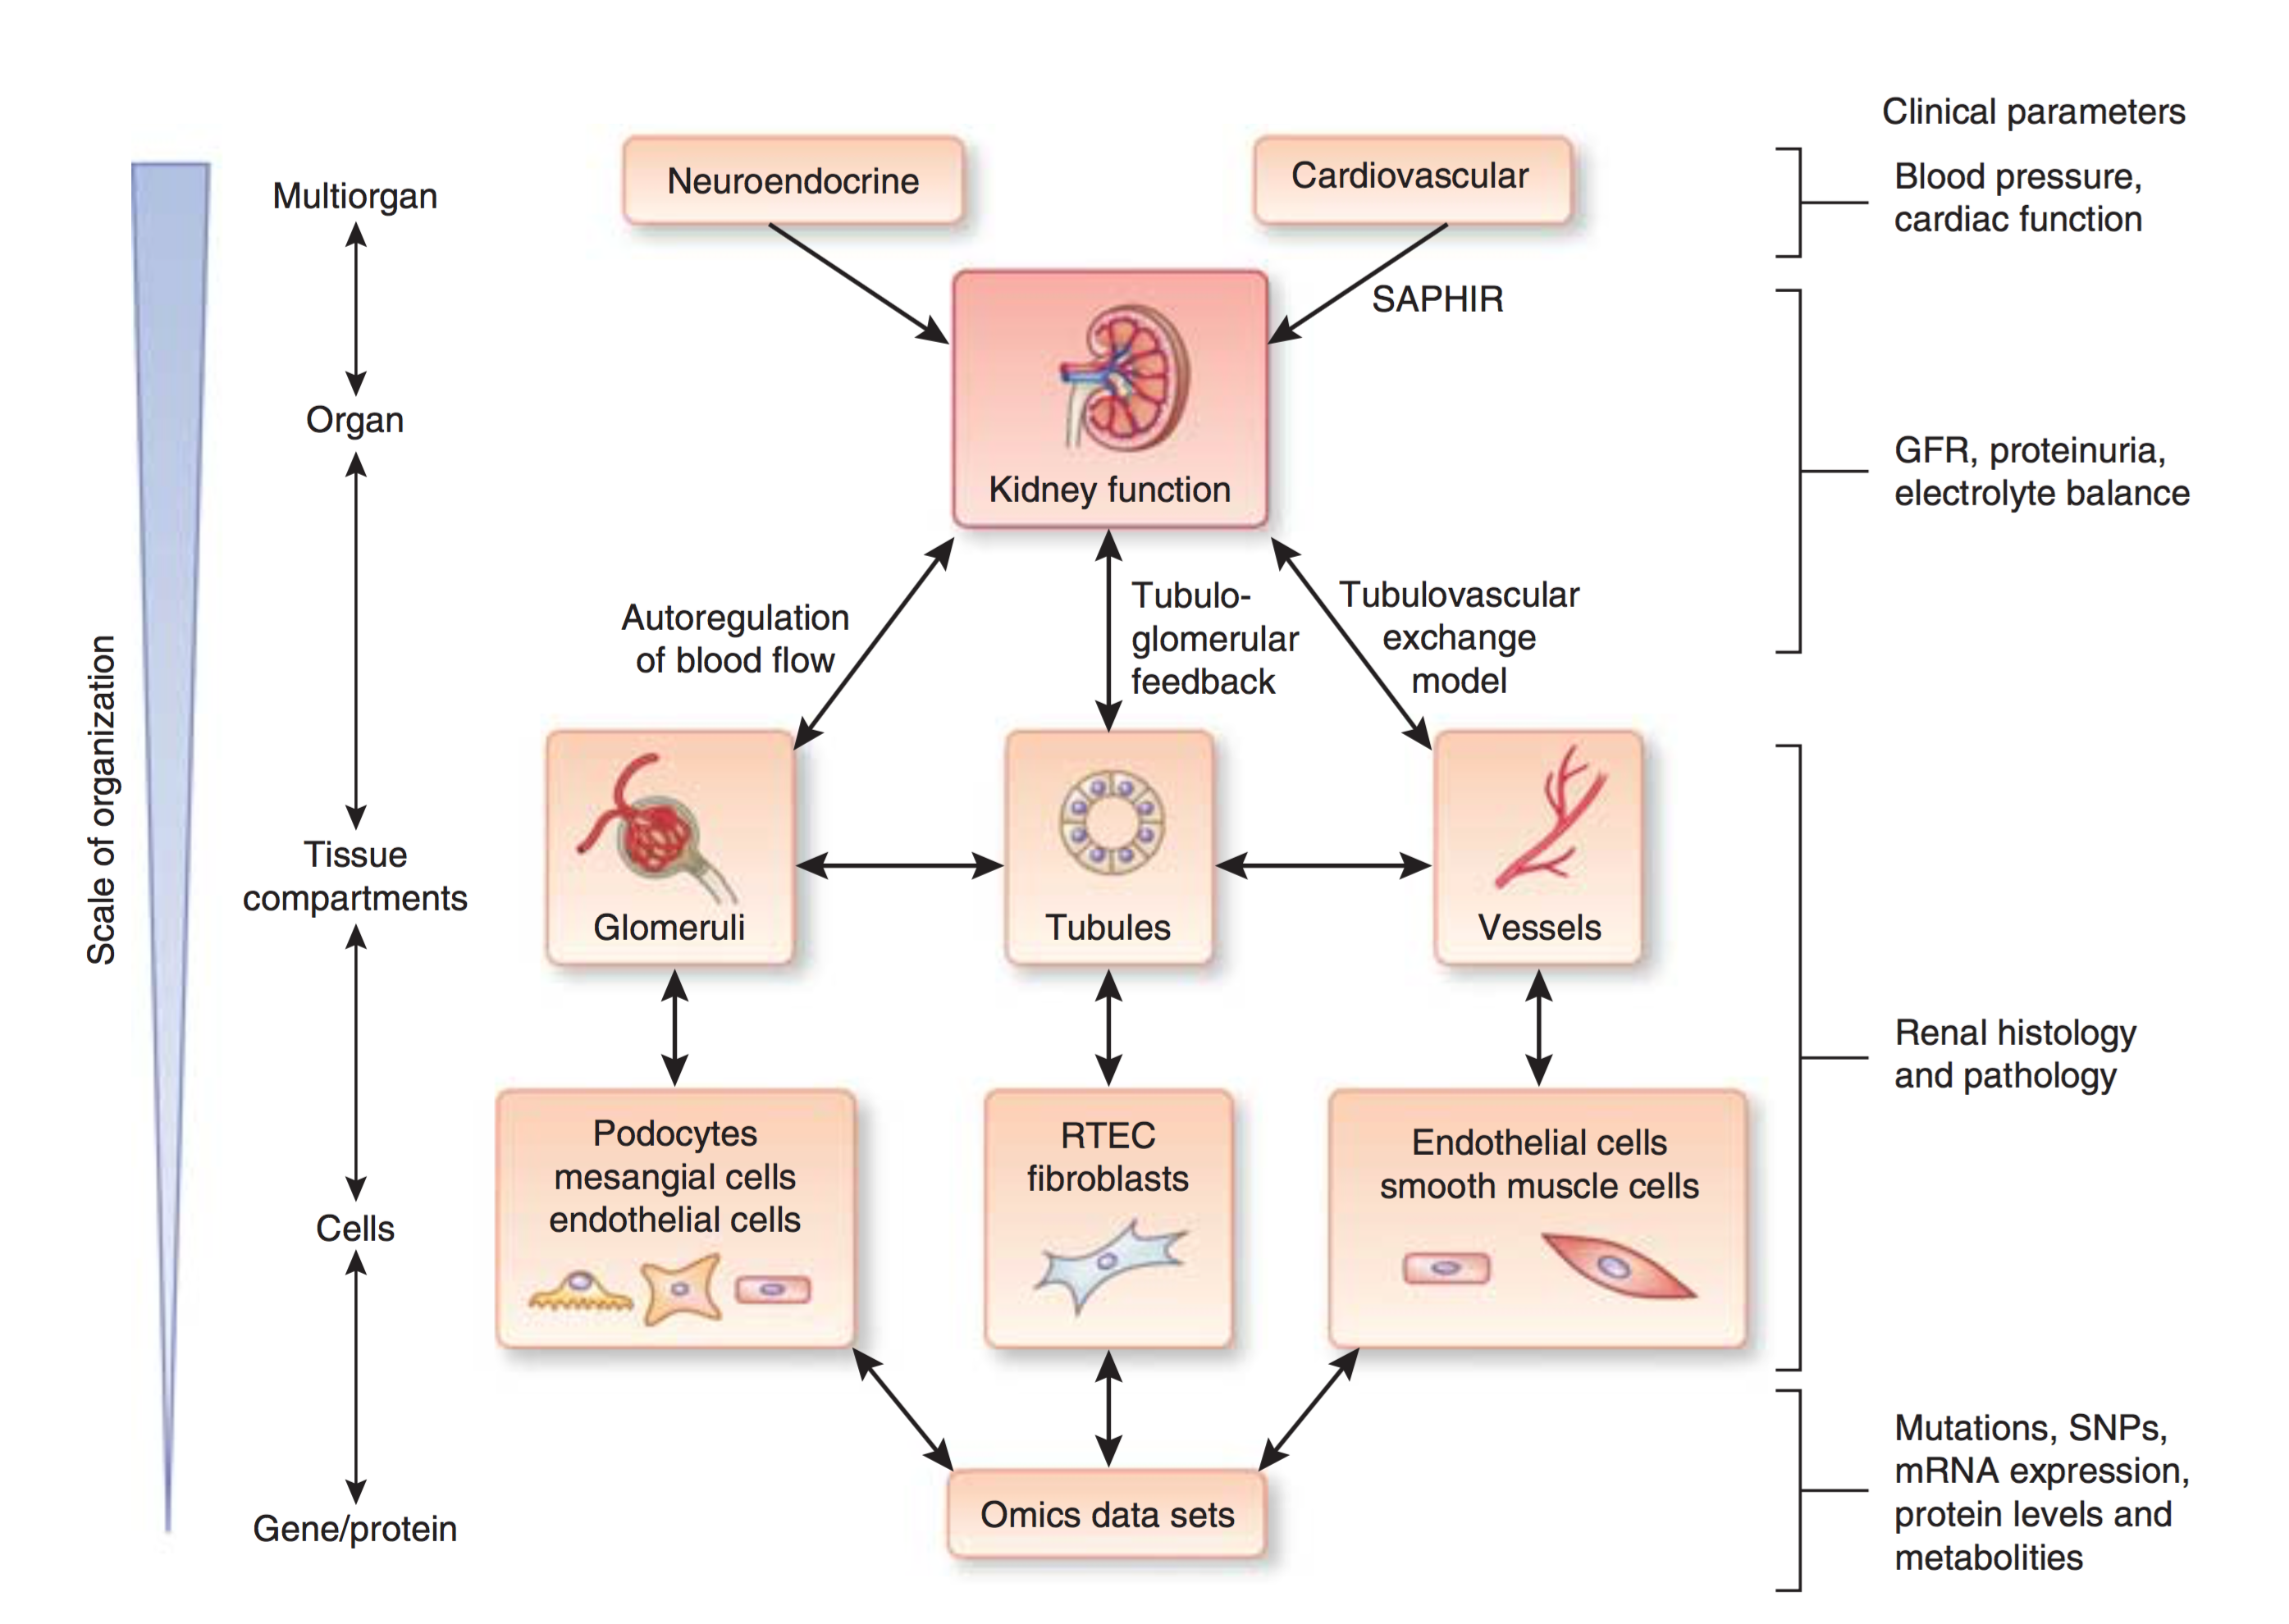 Clinical parameters
Neuroendocrine
Cardiovascular
Blood pressure,
cardiac function
Multiorgan
SAPHIR
Organ
Kidney function
GFR, proteinuria,
electrolyte balance
Autoregulation
of blood flow
Tubulo-
glomerular
feedback
Tubulovascular
exchange
model
Scale of organization
Tissue
compartments
Glomeruli
Tubules
Vessels
Renal histology
and pathology
Cells
Podocytes
mesangial cells
endothelial cells
RTEC
fibroblasts
Endothelial cells
smooth muscle cells
Gene/protein
Omics data sets
Mutations, SNPs,
mRNA expression,
protein levels and
metabolities